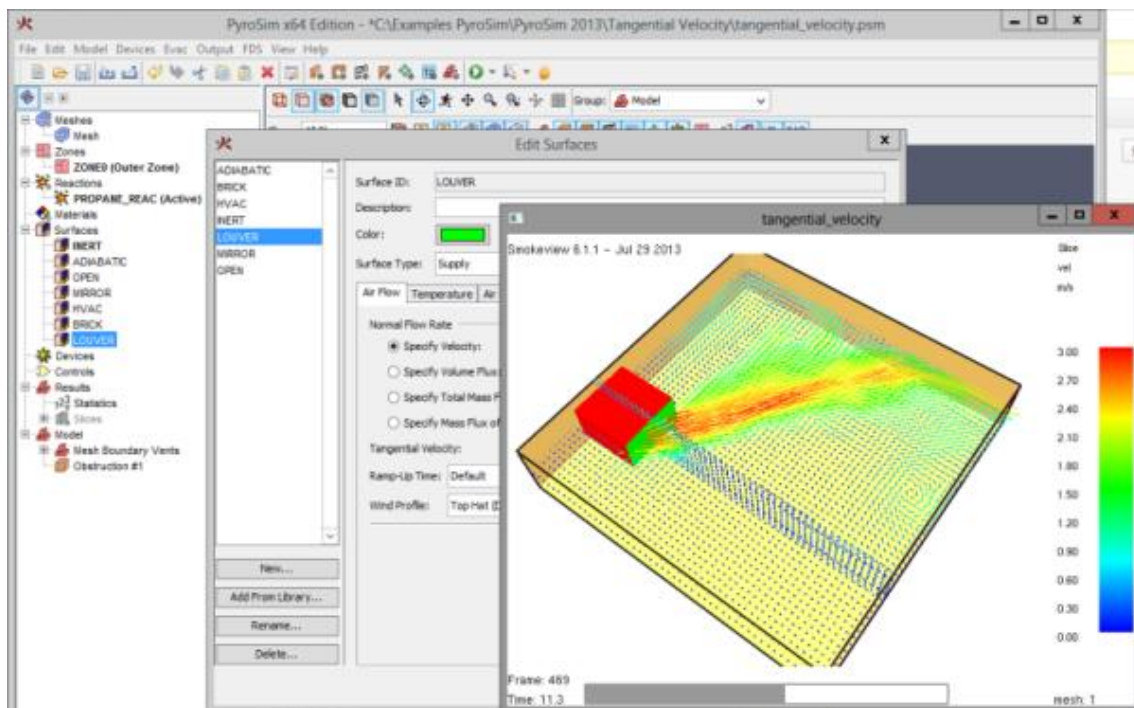 PyroSim x64 Edition - *C:\Examples PyroSim\PyroSim 2013\Tangential Velocity\tangential_velocity.psm
File Edit Model Devices Evac Output FDS View Help
Group: Model
Meshes
Mesh
Zones
ZONE0 (Outer Zone)
Reactions
PROPANE_REAC (Active)
Materials
Surfaces
INERT
ADIABATIC
OPEN
MIRROR
HVAC
BRICK
LOUVER
Devices
Controls
Results
Statistics
Slices
Model
Mesh Boundary Vents
Obstruction #1
Edit Surfaces
ADIABATIC
BRICK
HVAC
INERT
LOUVER
MIRROR
OPEN
New...
Add From Library...
Rename...
Delete...
Surface ID: LOUVER
Description:
Color:
Surface Type: Supply
Air Flow Temperature Air
Normal Flow Rate
Specify Velocity:
Specify Volume Flux:
Specify Total Mass F
Specify Mass Flux of
Tangential Velocity:
Ramp-Up Time: Default
Wind Profile: Top Hat (D
tangential_velocity
Smokeview 6.1.1 - Jul 29 2013
Slice
vel
m/s
3.00
2.70
2.40
2.10
1.80
1.50
1.20
0.90
0.60
0.30
0.00
Frame: 469
Time: 11.3
mesh: 1